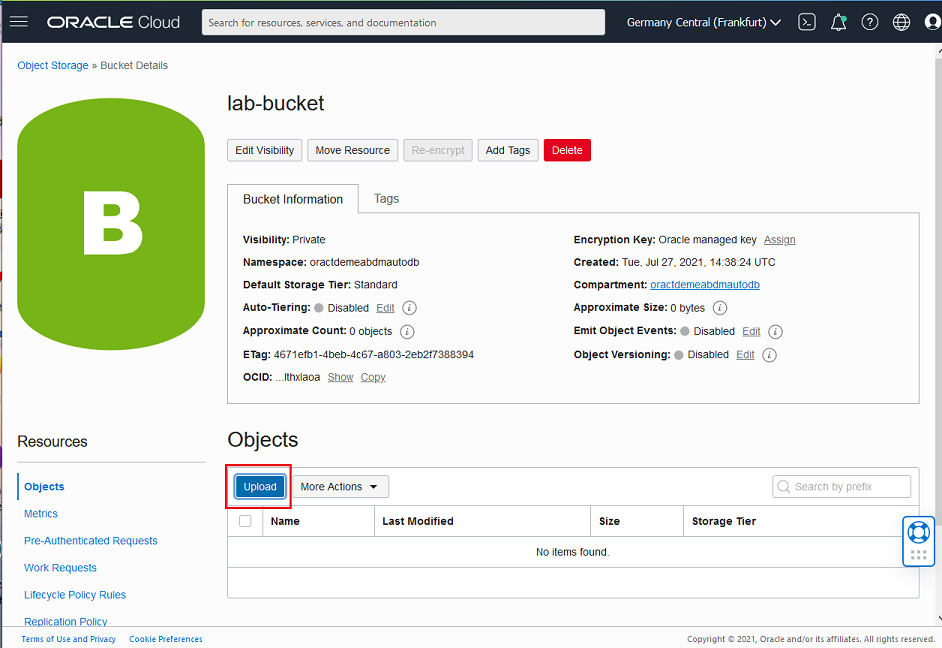 ORACLE Cloud
Search for resources, services, and documentation
Germany Central (Frankfurt)
Object Storage » Bucket Details
B
lab-bucket
Edit Visibility Move Resource Re-encrypt Add Tags Delete
Bucket Information Tags
Visibility: Private
Namespace: oractdemeabdmautodb
Default Storage Tier: Standard
Auto-Tiering: Disabled Edit
Approximate Count: 0 objects
ETag: 4671efb1-4beb-4c67-a803-2eb2f7388394
OCID: ...lthxlaoa Show Copy
Encryption Key: Oracle managed key Assign
Created: Tue, Jul 27, 2021, 14:38:24 UTC
Compartment: oractdemeabdmautodb
Approximate Size: 0 bytes
Emit Object Events: Disabled Edit
Object Versioning: Disabled Edit
Resources
Objects
Metrics
Pre-Authenticated Requests
Work Requests
Lifecycle Policy Rules
Replication Policy
Objects
Upload More Actions Search by prefix
Name Last Modified Size Storage Tier
No items found.
Terms of Use and Privacy Cookie Preferences
Copyright © 2021, Oracle and/or its affiliates. All rights reserved.